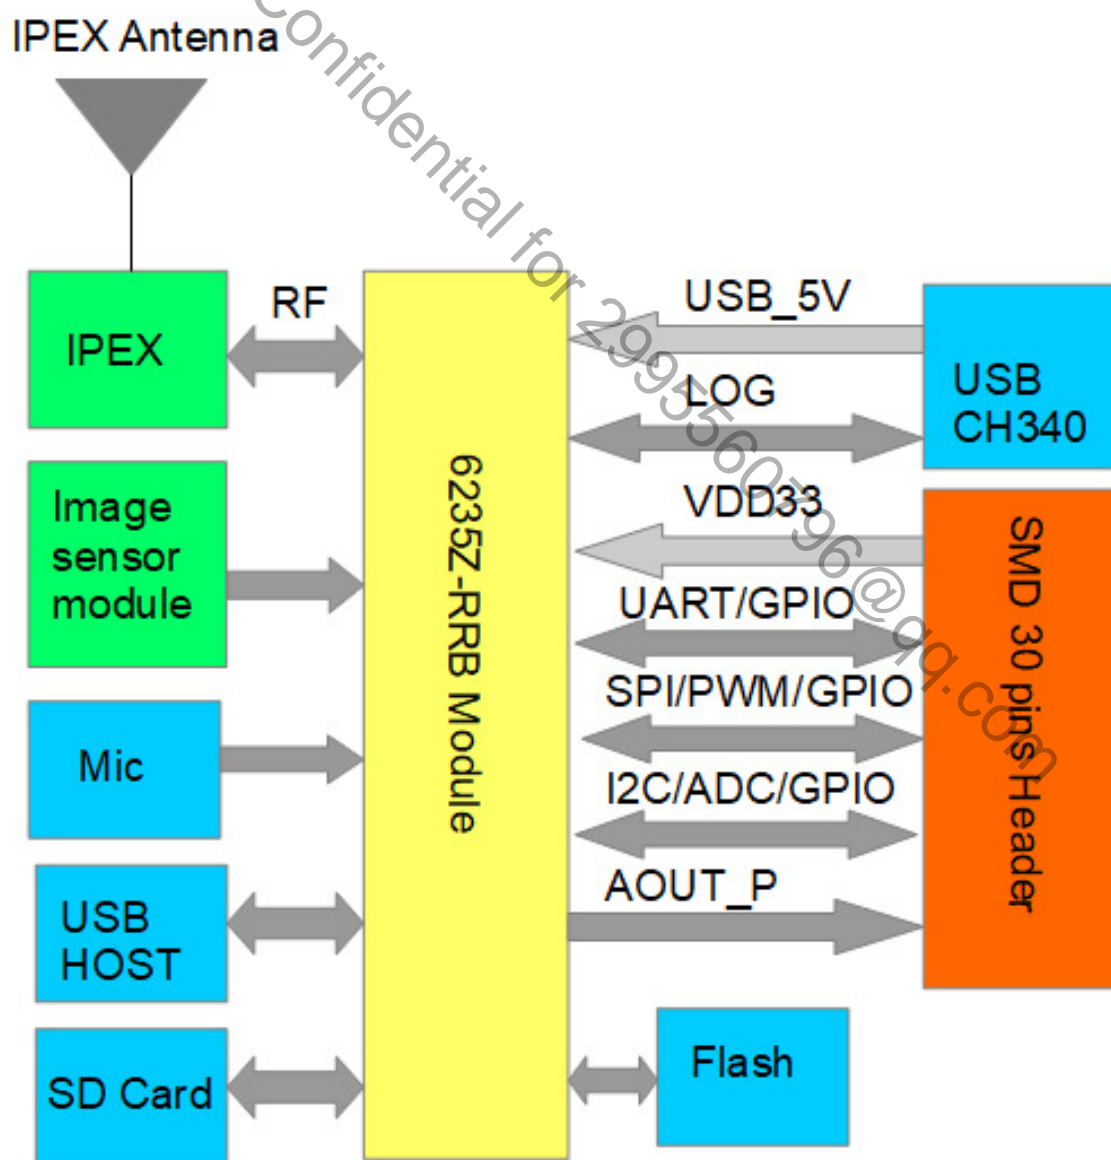 IPEX Antenna
Confidential for 2995560796@qq.com
IPEX
RF
Image
sensor
module
Mic
USB
HOST
SD Card
6235Z-RRB Module
USB_5V
LOG
VDD33
UART/GPIO
SPI/PWM/GPIO
I2C/ADC/GPIO
AOUT_P
USB
CH340
SMD 30 pins Header
Flash